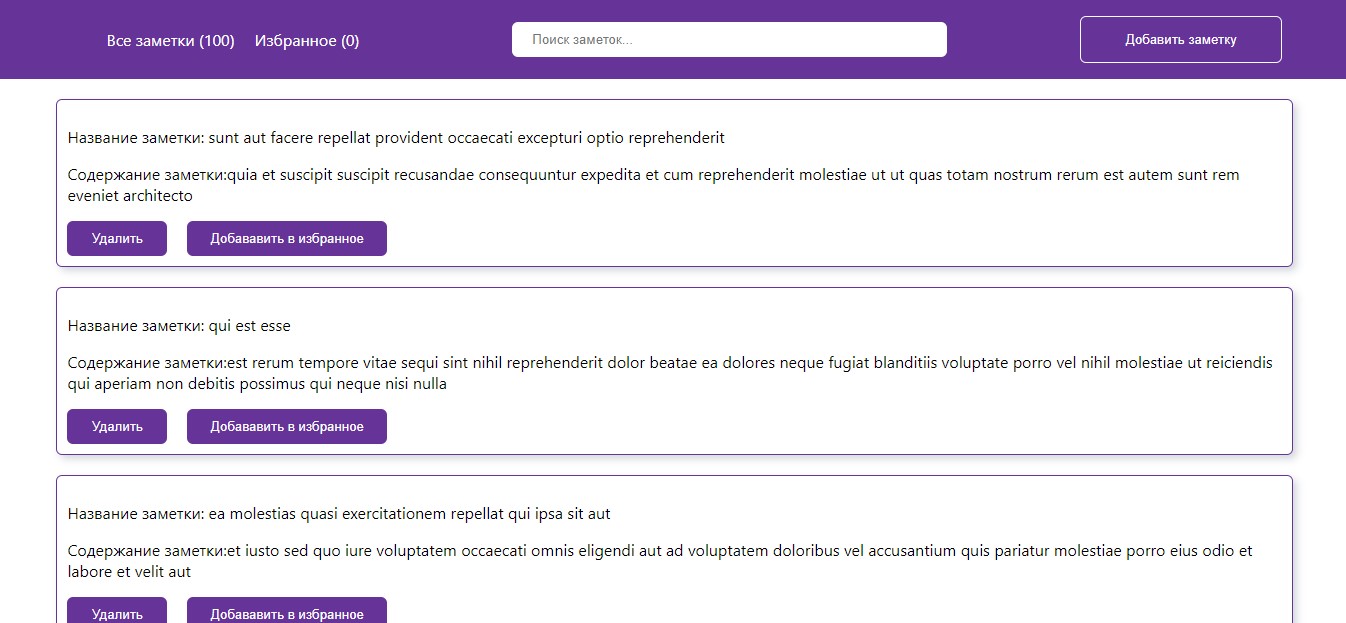 Все заметки (100) Избранное (0) Поиск заметок... Добавить заметку
Название заметки: sunt aut facere repellat provident occaecati excepturi optio reprehenderit
Содержание заметки:quia et suscipit suscipit recusandae consequuntur expedita et cum reprehenderit molestiae ut ut quas totam nostrum rerum est autem sunt rem
eveniet architecto
Удалить Добававить в избранное
Название заметки: qui est esse
Содержание заметки:est rerum tempore vitae sequi sint nihil reprehenderit dolor beatae ea dolores neque fugiat blanditiis voluptate porro vel nihil molestiae ut reiciendis
qui aperiam non debitis possimus qui neque nisi nulla
Удалить Добававить в избранное
Название заметки: ea molestias quasi exercitationem repellat qui ipsa sit aut
Содержание заметки:et iusto sed quo iure voluptatem occaecati omnis eligendi aut ad voluptatem doloribus vel accusantium quis pariatur molestiae porro eius odio et
labore et velit aut
Удалить Добававить в избранное